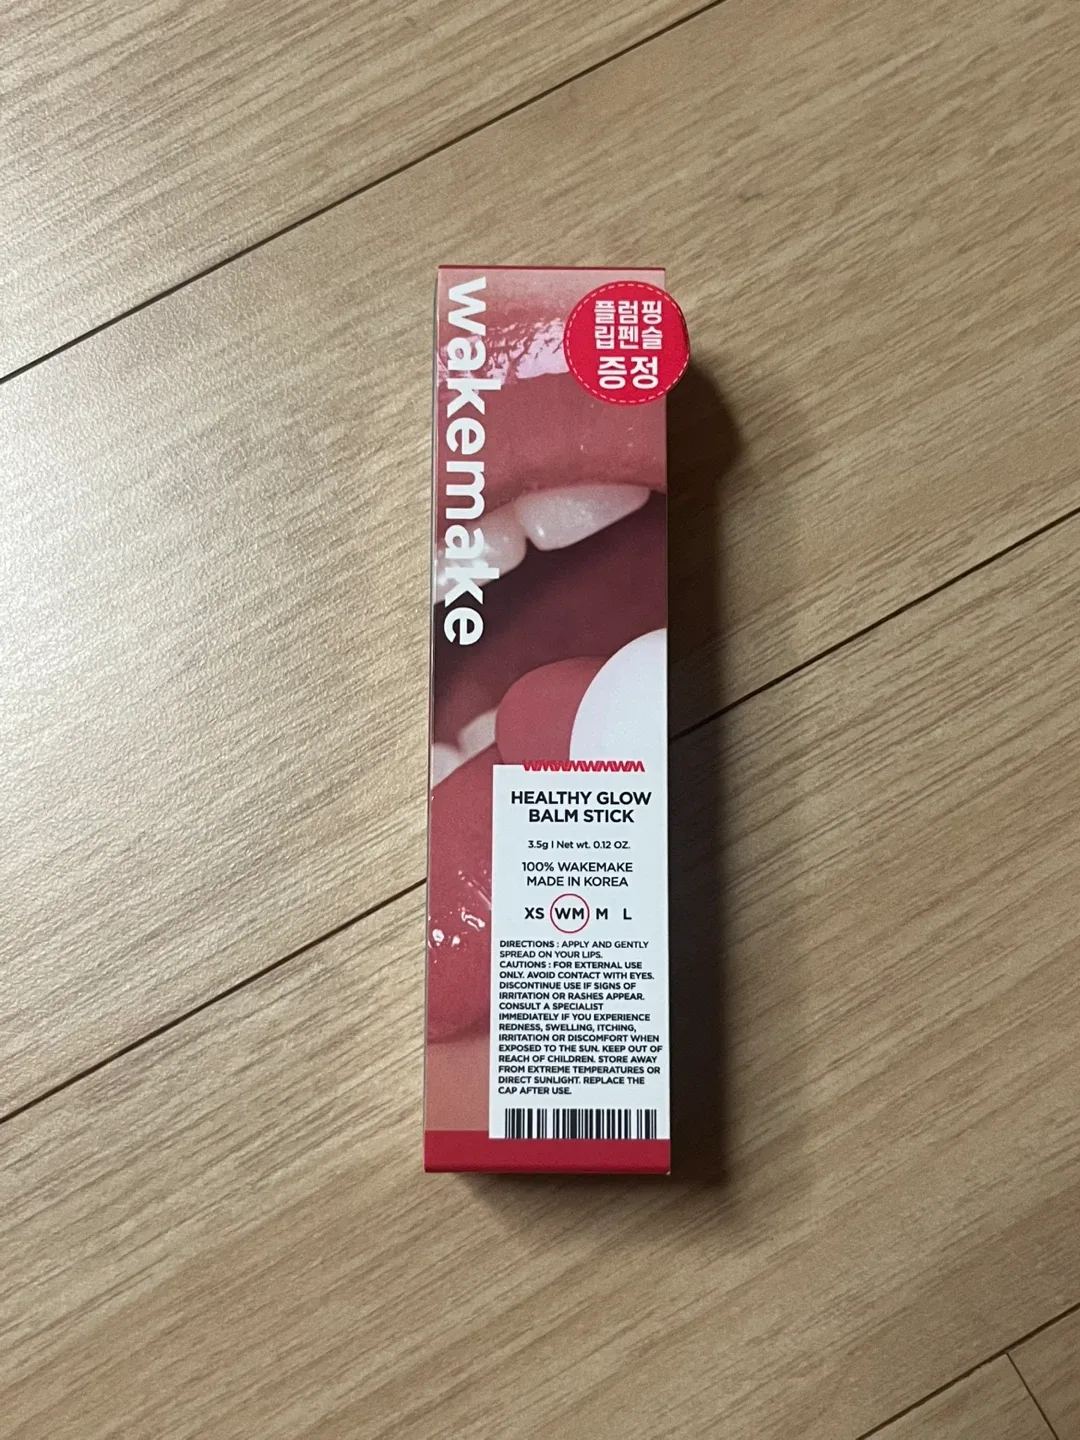 wakemake
플럼핑
립펜슬
증정
WMWMWMWM
HEALTHY GLOW
BALM STICK
3.5g I Net wt. 0.12 OZ.
100% WAKEMAKE
MADE IN KOREA
XS WM M L
DIRECTIONS : APPLY AND GENTLY
SPREAD ON YOUR LIPS.
CAUTIONS : FOR EXTERNAL USE
ONLY. AVOID CONTACT WITH EYES.
DISCONTINUE USE IF SIGNS OF
IRRITATION OR RASHES APPEAR.
CONSULT A SPECIALIST
IMMEDIATELY IF YOU EXPERIENCE
REDNESS, SWELLING, ITCHING,
IRRITATION OR DISCOMFORT WHEN
EXPOSED TO THE SUN. KEEP OUT OF
REACH OF CHILDREN. STORE AWAY
FROM EXTREME TEMPERATURES OR
DIRECT SUNLIGHT. REPLACE THE
CAP AFTER USE.